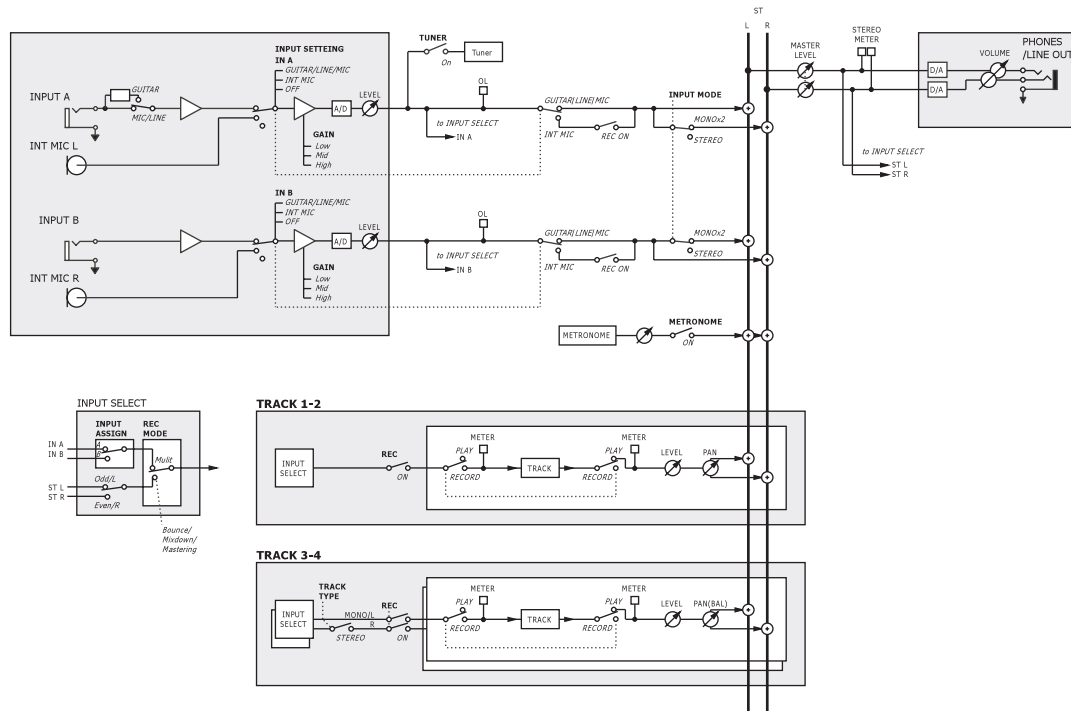 ST
L R
INPUT SETTEING
IN A
GUITAR/LINE/MIC
INT MIC
OFF
TUNER
On
Tuner
MASTER
LEVEL
STEREO
METER
PHONES
/LINE OUT
VOLUME
D/A
D/A
INPUT A
GUITAR
MIC/LINE
A/D
LEVEL
OL
to INPUT SELECT
IN A
GUITAR|LINE|MIC
INT MIC
REC ON
INPUT MODE
MONOx2
STEREO
to INPUT SELECT
ST L
ST R
INT MIC L
GAIN
Low
Mid
High
IN B
GUITAR/LINE/MIC
INT MIC
OFF
INPUT B
A/D
LEVEL
OL
to INPUT SELECT
IN B
GUITAR|LINE|MIC
INT MIC
REC ON
MONOx2
STEREO
INT MIC R
GAIN
Low
Mid
High
METRONOME
METRONOME
ON
INPUT SELECT
INPUT
ASSIGN
REC
MODE
IN A
IN B
A
B
Mulit
ST L
ST R
Odd/L
Even/R
Bounce/
Mixdown/
Mastering
TRACK 1-2
INPUT
SELECT
REC
ON
PLAY
RECORD
METER
TRACK
PLAY
RECORD
METER
LEVEL
PAN
TRACK 3-4
INPUT
SELECT
TRACK
TYPE
MONO/L
R
STEREO
REC
ON
PLAY
RECORD
METER
TRACK
PLAY
RECORD
METER
LEVEL
PAN(BAL)